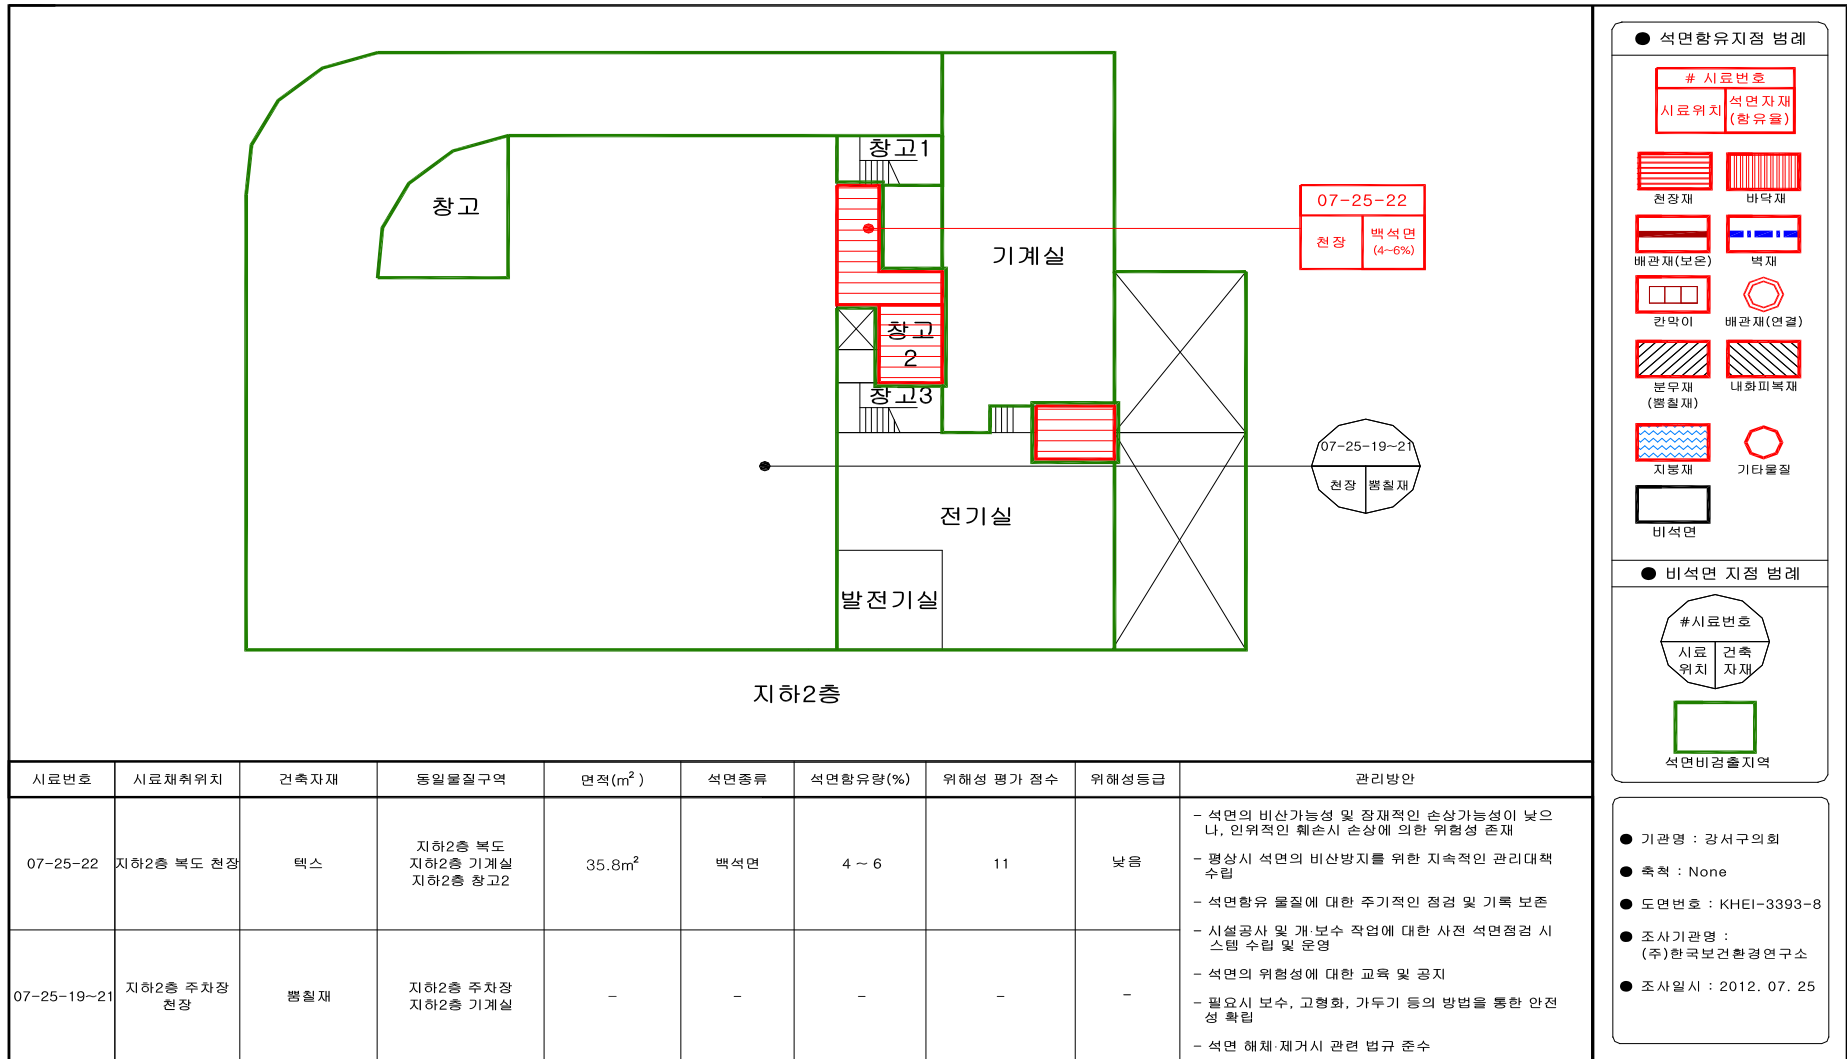 창고1
창고
기계실
창고
2
창고3
전기실
발전기실
지하2층
07-25-22
천장
백석면
(4~6%)
07-25-19~21
천장
뿜칠재
● 석면함유지점 범례
# 시료번호
시료위치
석면자재
(함유율)
천장재
바닥재
배관재(보온)
벽재
칸막이
배관재(연결)
분무재
(뿜칠재)
내화피복재
지붕재
기타물질
비석면
● 비석면 지점 범례
#시료번호
시료
위치
건축
자재
석면비검출지역
● 기관명 : 강서구의회
● 축척 : None
● 도면번호 : KHEI-3393-8
● 조사기관명 :
(주)한국보건환경연구소
● 조사일시 : 2012. 07. 25
시료번호 시료채취위치 건축자재 동일물질구역 면적(m²) 석면종류 석면함유량(%) 위해성 평가 점수 위해성등급 관리방안
07-25-22
지하2층 복도 천장
텍스
지하2층 복도
지하2층 기계실
지하2층 창고2
35.8m²
백석면
4 ~ 6
11
낮음
07-25-19~21
지하2층 주차장
천장
뿜칠재
지하2층 주차장
지하2층 기계실
-
-
-
-
-
- 석면의 비산가능성 및 잠재적인 손상가능성이 낮으
나, 인위적인 훼손시 손상에 의한 위험성 존재
- 평상시 석면의 비산방지를 위한 지속적인 관리대책
수립
- 석면함유 물질에 대한 주기적인 점검 및 기록 보존
- 시설공사 및 개·보수 작업에 대한 사전 석면점검 시
스템 수립 및 운영
- 석면의 위험성에 대한 교육 및 공지
- 필요시 보수, 고형화, 가두기 등의 방법을 통한 안전
성 확립
- 석면 해체·제거시 관련 법규 준수